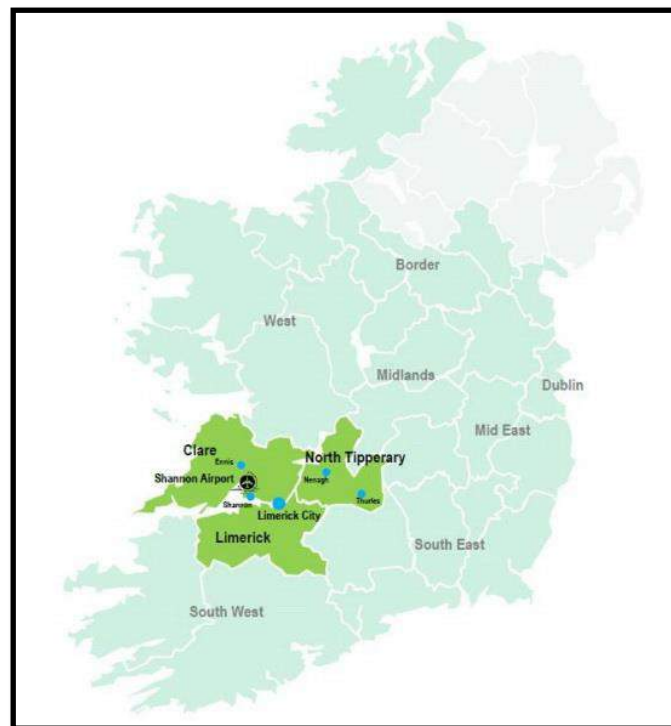 Border
West
Midlands
Dublin
Mid East
Clare
North Tipperary
Ennis
Shannon Airport
Nenagh
Shannon
Thurles
Limerick City
Limerick
South East
South West